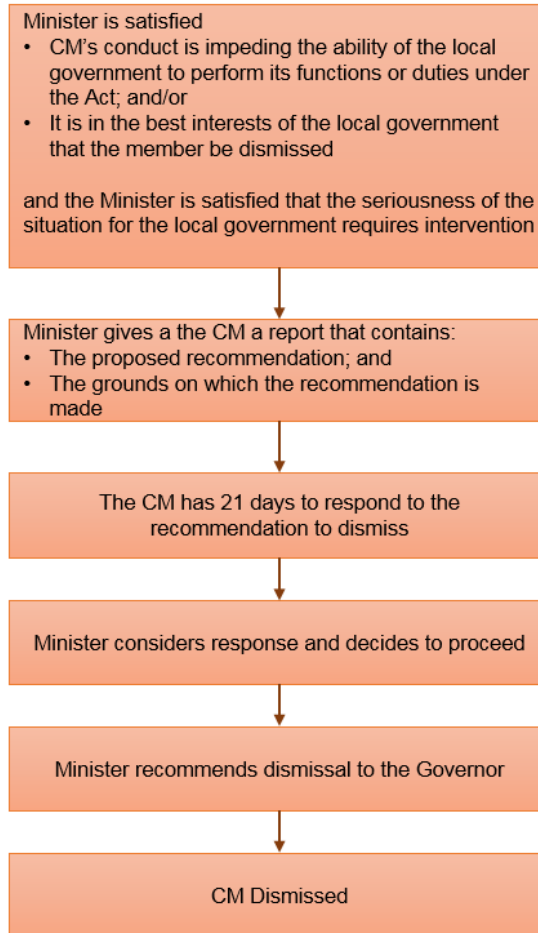 Minister is satisfied
• CM's conduct is impeding the ability of the local
government to perform its functions or duties under
the Act; and/or
• It is in the best interests of the local government
that the member be dismissed
and the Minister is satisfied that the seriousness of the
situation for the local government requires intervention
Minister gives a the CM a report that contains:
• The proposed recommendation; and
• The grounds on which the recommendation is
made
The CM has 21 days to respond to the
recommendation to dismiss
Minister considers response and decides to proceed
Minister recommends dismissal to the Governor
CM Dismissed